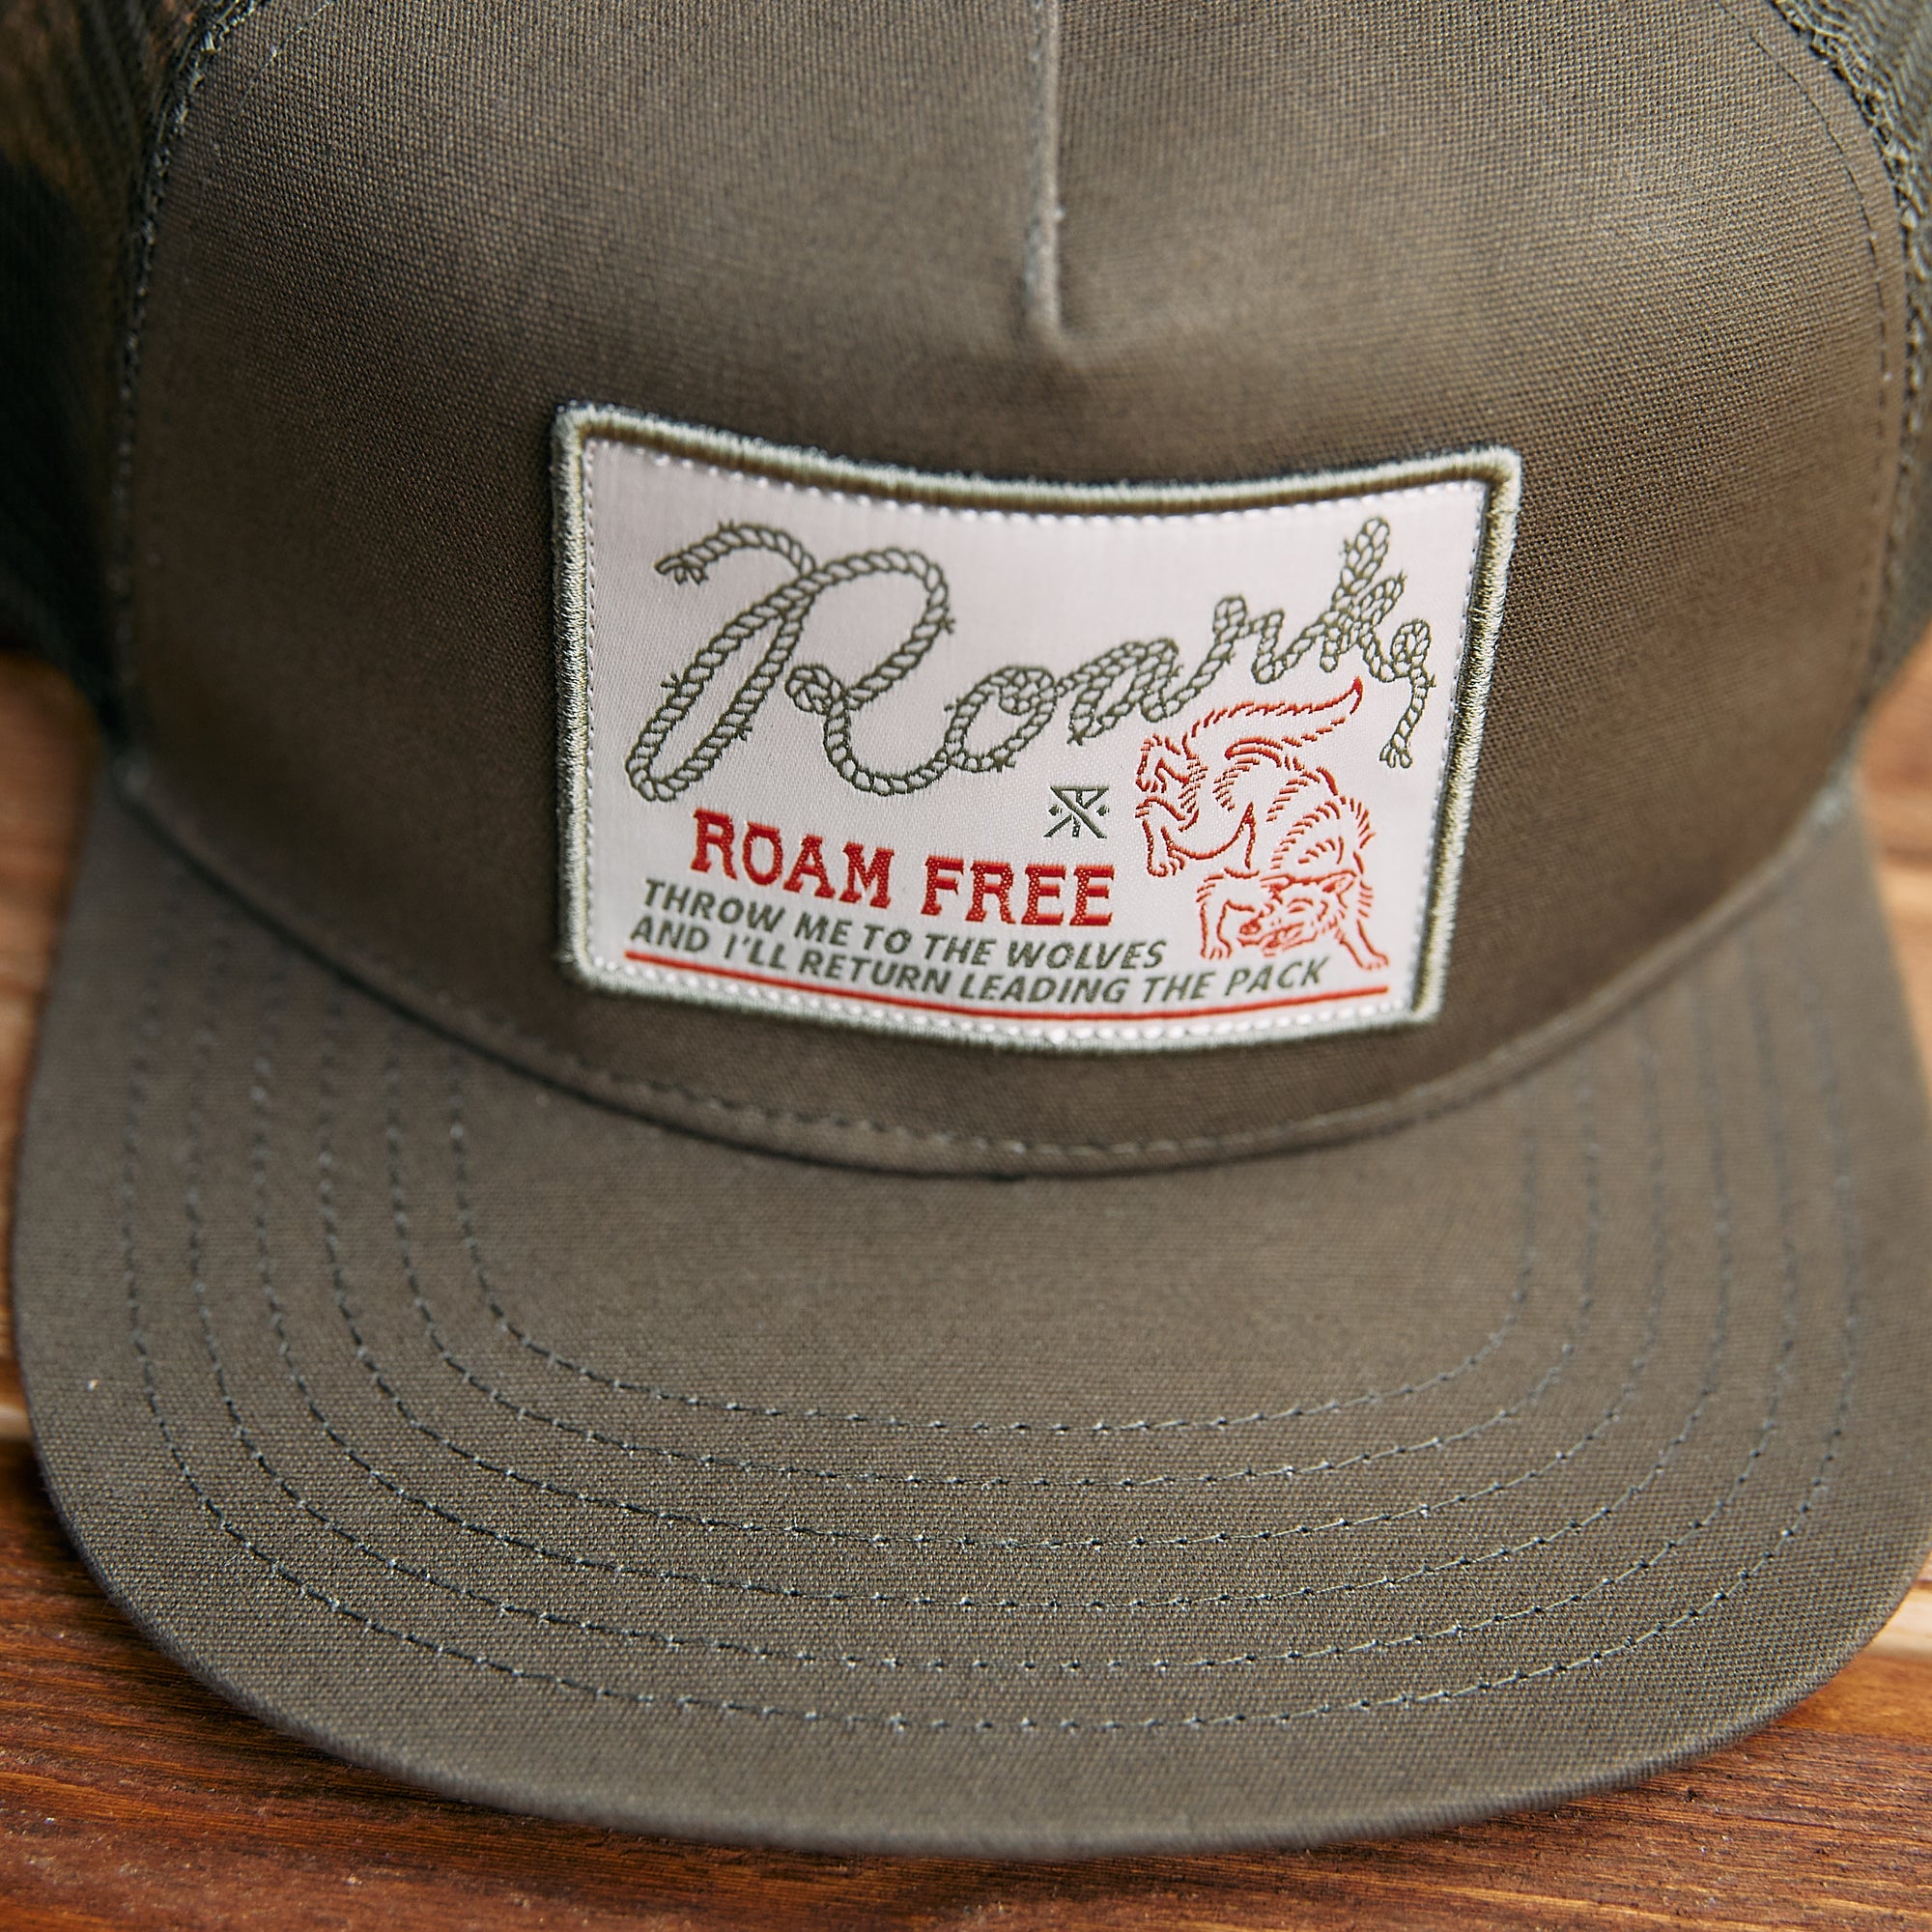 Roark
ROAM FREE
THROW ME TO THE WOLVES
AND I'LL RETURN LEADING THE PACK